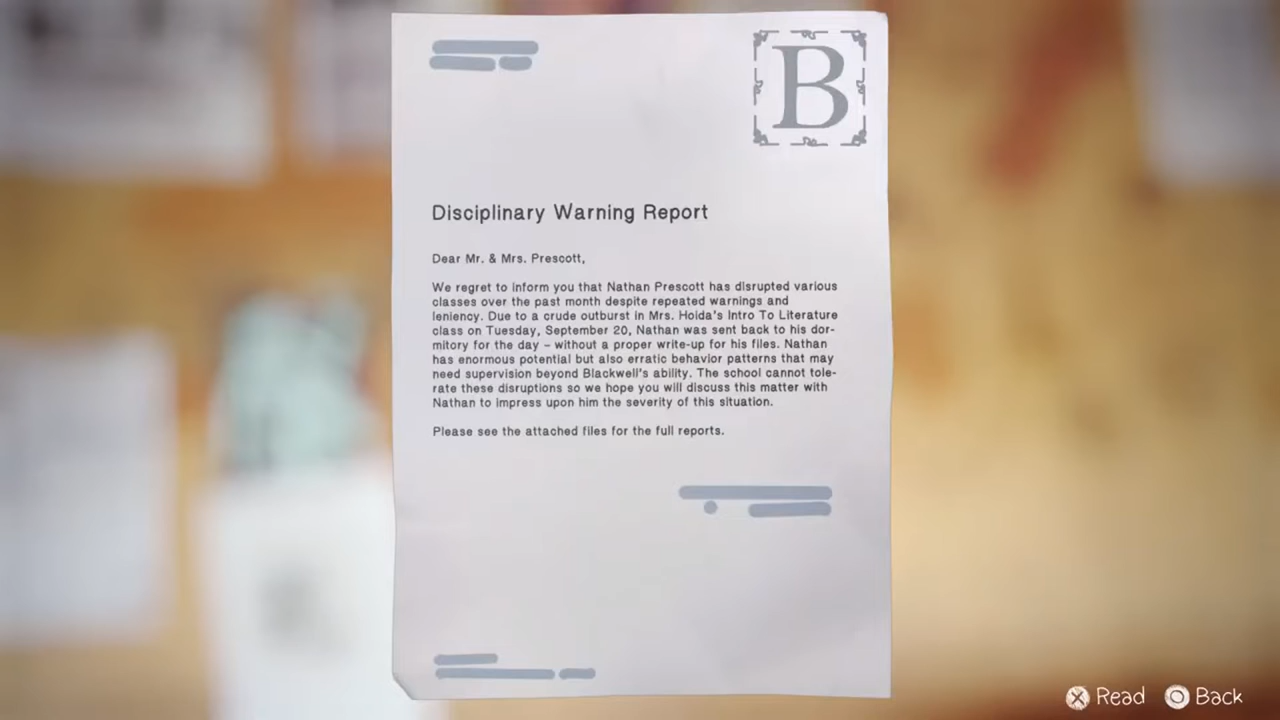 B
Disciplinary Warning Report
Dear Mr. & Mrs. Prescott,
We regret to inform you that Nathan Prescott has disrupted various
classes over the past month despite repeated warnings and
leniency. Due to a crude outburst in Mrs. Hoida's Intro To Literature
class on Tuesday, September 20, Nathan was sent back to his dor-
mitory for the day – without a proper write-up for his files. Nathan
has enormous potential but also erratic behavior patterns that may
need supervision beyond Blackwell's ability. The school cannot tole-
rate these disruptions so we hope you will discuss this matter with
Nathan to impress upon him the severity of this situation.
Please see the attached files for the full reports.
Read Back